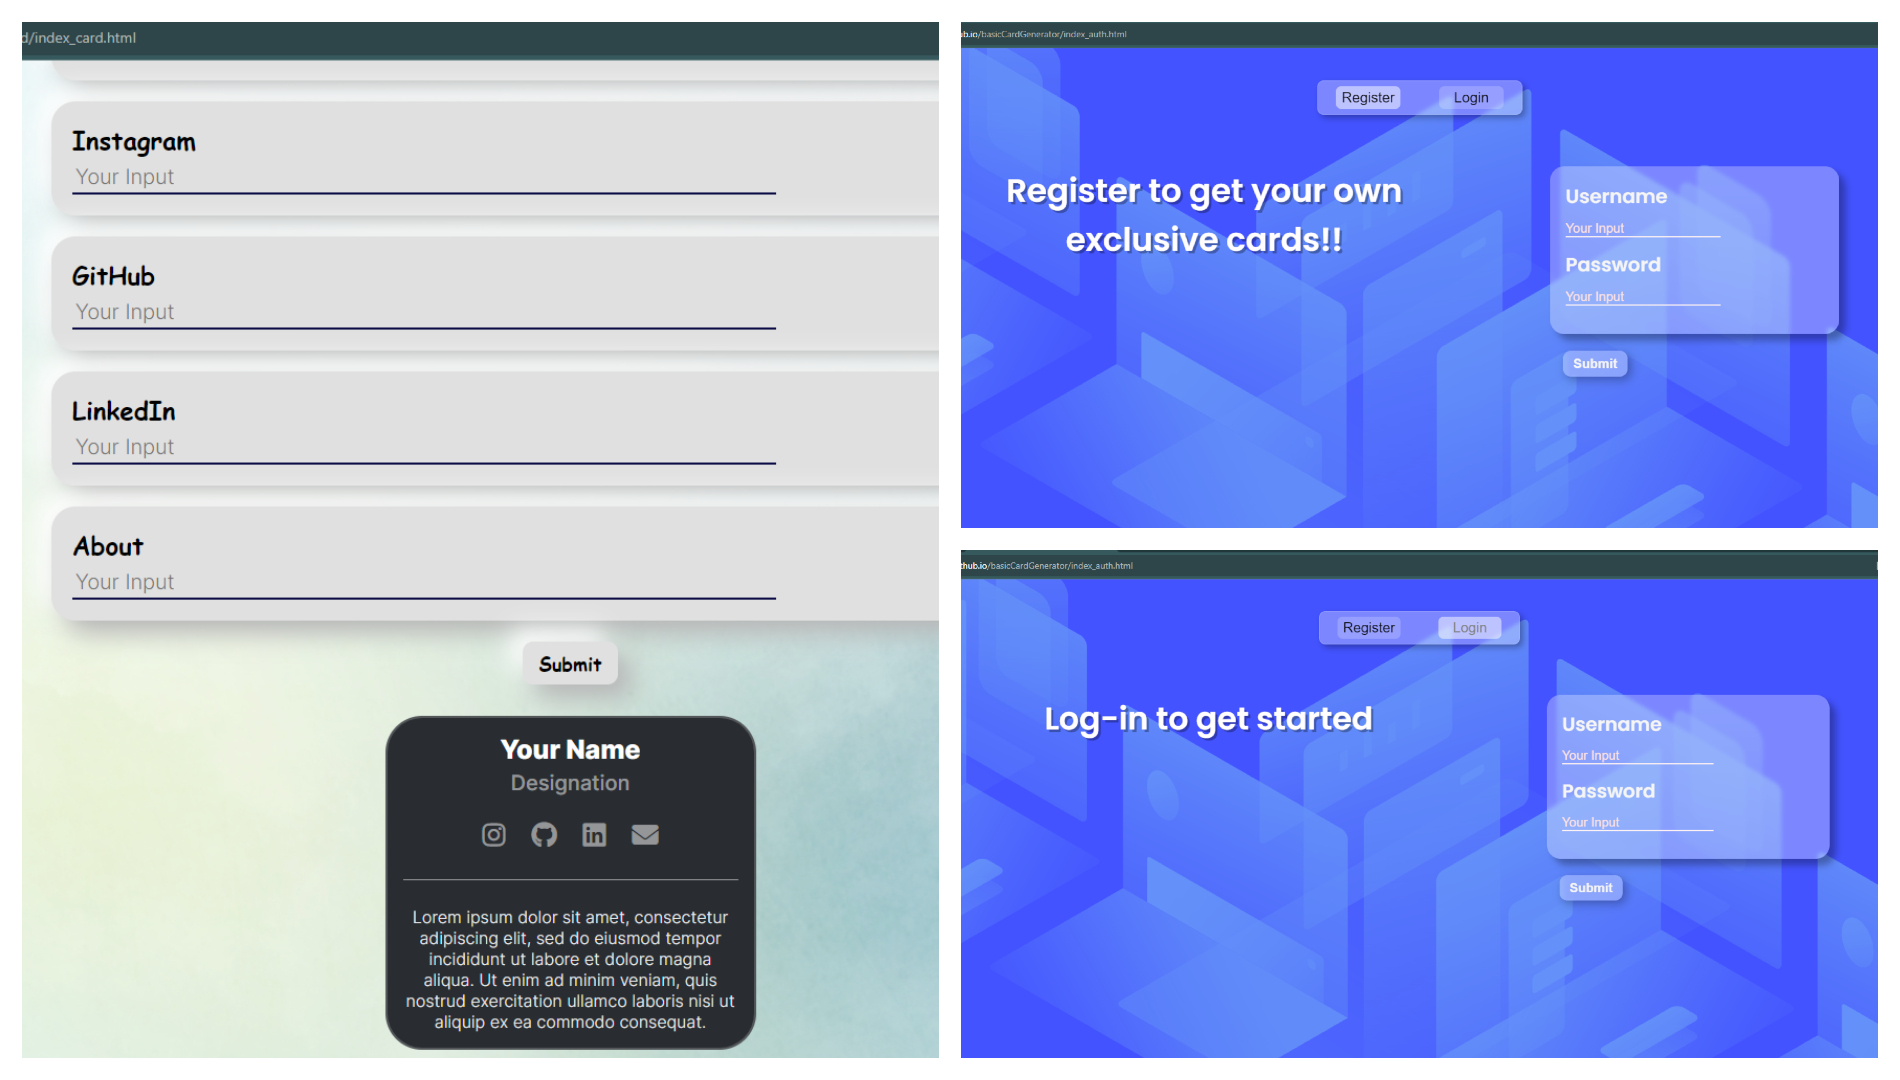 d/index_card.html
Instagram
Your Input
GitHub
Your Input
LinkedIn
Your Input
About
Your Input
Submit
Your Name
Designation
in
Lorem ipsum dolor sit amet, consectetur
adipiscing elit, sed do eiusmod tempor
incididunt ut labore et dolore magna
aliqua. Ut enim ad minim veniam, quis
nostrud exercitation ullamco laboris nisi ut
aliquip ex ea commodo consequat.
ub.io/basicCardGenerator/index_auth.html
Register Login
Register to get your own
exclusive cards!!
Username
Your Input
Password
Your Input
Submit
thub.io/basicCardGenerator/index_auth.html
Register Login
Log-in to get started
Username
Your Input
Password
Your Input
Submit